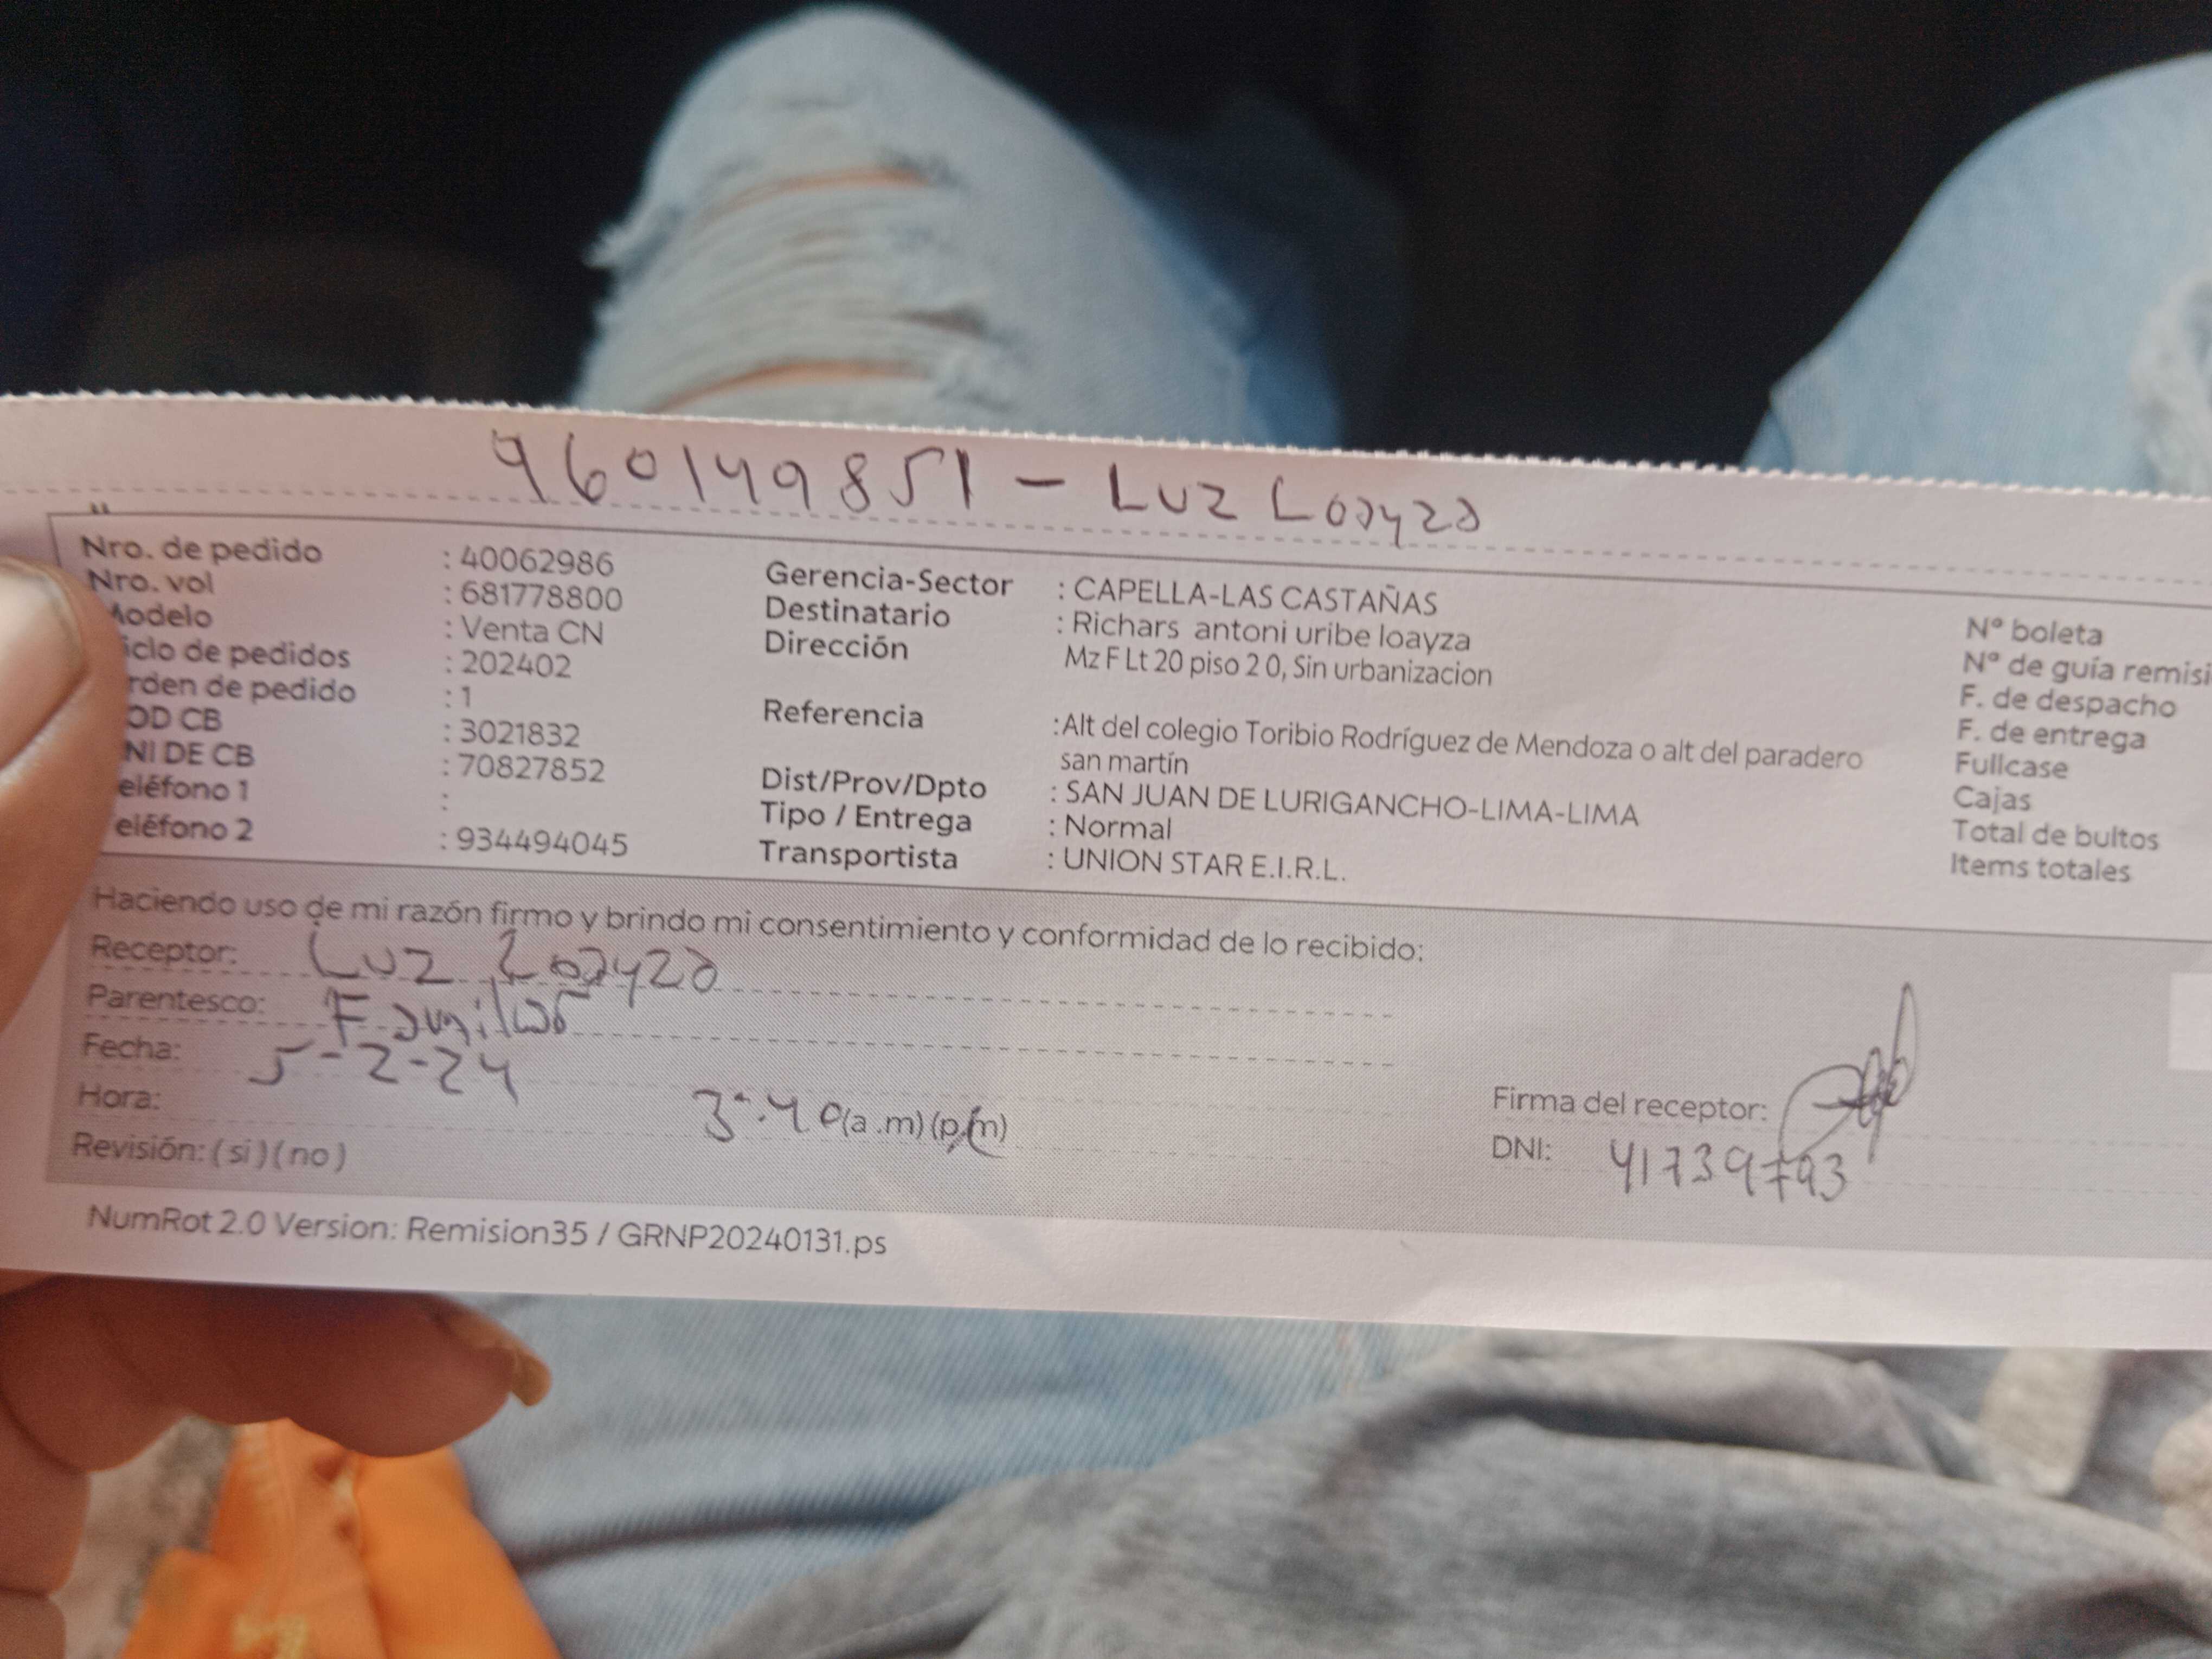 960149851 - Luz Loayza
Nro. de pedido : 40062986
Nro. vol : 681778800
Modelo : Venta CN
iclo de pedidos : 202402
rden de pedido : 1
OD CB : 3021832
NI DE CB : 70827852
eléfono 1 :
eléfono 2 : 934494045
Gerencia-Sector : CAPELLA-LAS CASTAÑAS
Destinatario : Richars antoni uribe loayza
Dirección Mz F Lt 20 piso 2 0, Sin urbanizacion
Referencia :Alt del colegio Toribio Rodríguez de Mendoza o alt del paradero
san martín
Dist/Prov/Dpto : SAN JUAN DE LURIGANCHO-LIMA-LIMA
Tipo / Entrega : Normal
Transportista : UNION STAR E.I.R.L.
N° boleta
N° de guía remisi
F. de despacho
F. de entrega
Fullcase
Cajas
Total de bultos
Items totales
Haciendo uso de mi razón firmo y brindo mi consentimiento y conformidad de lo recibido:
Receptor: Luz Loayza
Parentesco: Familiar
Fecha: 5-2-24
Hora: 3:40 (a.m) (p.m)
Revisión: ( si ) ( no )
Firma del receptor:
DNI: 41739793
NumRot 2.0 Version: Remision35 / GRNP20240131.ps